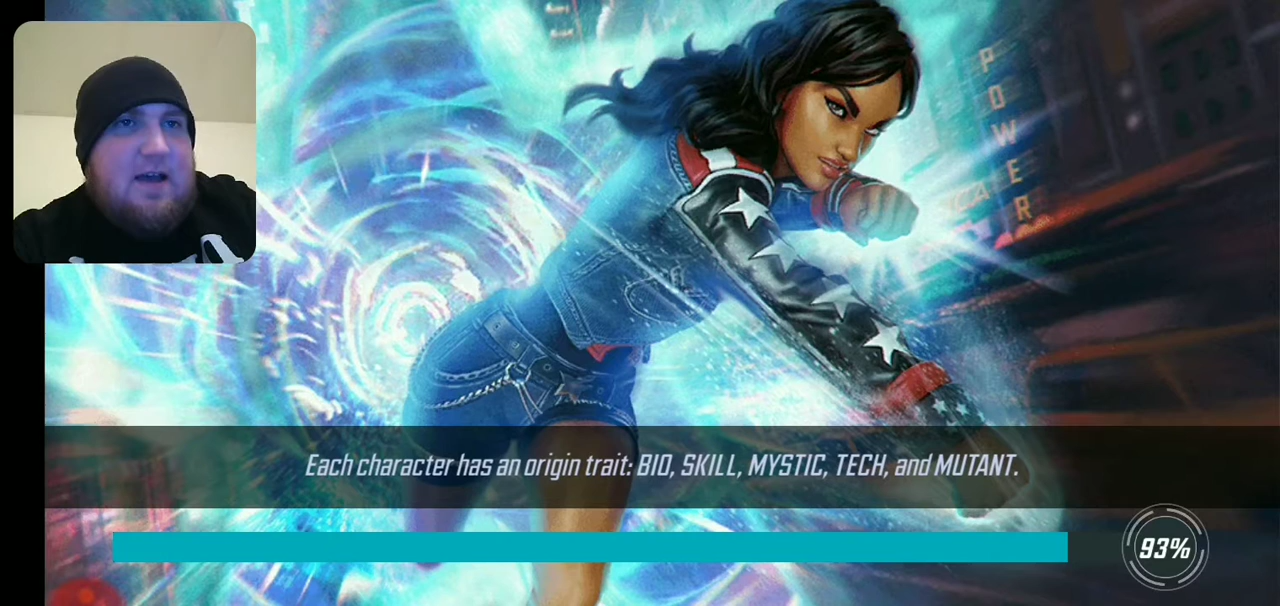 POWER
Each character has an origin trait: BIO, SKILL, MYSTIC, TECH, and MUTANT.
93%